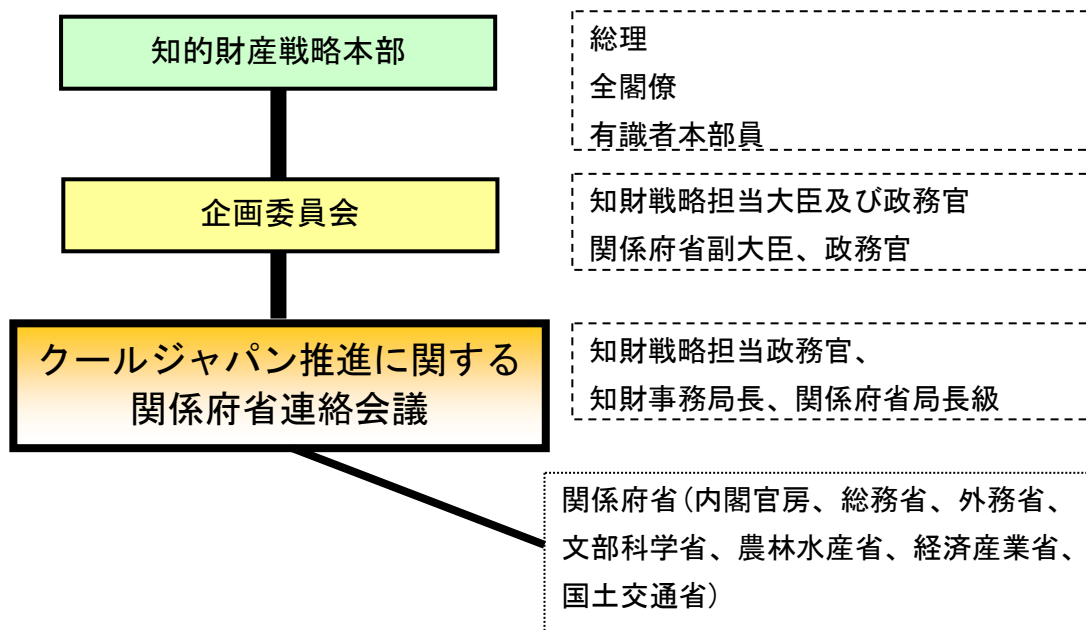 知的財産戦略本部
総理
全閣僚
有識者本部員
企画委員会
知財戦略担当大臣及び政務官
関係府省副大臣、政務官
クールジャパン推進に関する
関係府省連絡会議
知財戦略担当政務官、
知財事務局長、関係府省局長級
関係府省(内閣官房、総務省、外務省、
文部科学省、農林水産省、経済産業省、
国土交通省)